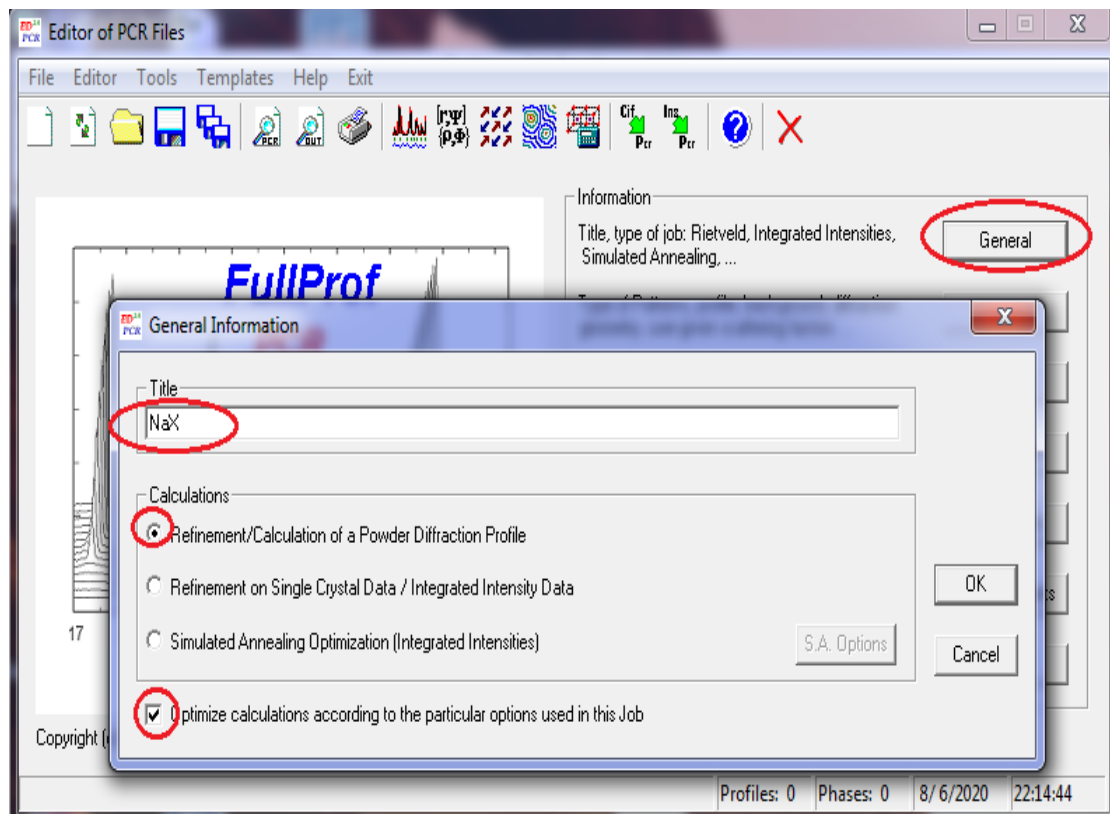 Editor of PCR Files
File Editor Tools Templates Help Exit
PCR OUT [r,Ψ] {ρ,Φ} Cif Pcr Ins Pcr
Information
Title, type of job: Rietveld, Integrated Intensities,
Simulated Annealing, ...
General
FullProf
General Information
Title
NaX
Calculations
Refinement/Calculation of a Powder Diffraction Profile
Refinement on Single Crystal Data / Integrated Intensity Data
OK
17
Simulated Annealing Optimization (Integrated Intensities)
S.A. Options
Cancel
Optimize calculations according to the particular options used in this Job
Copyright
Profiles: 0 Phases: 0 8/ 6/2020 22:14:44